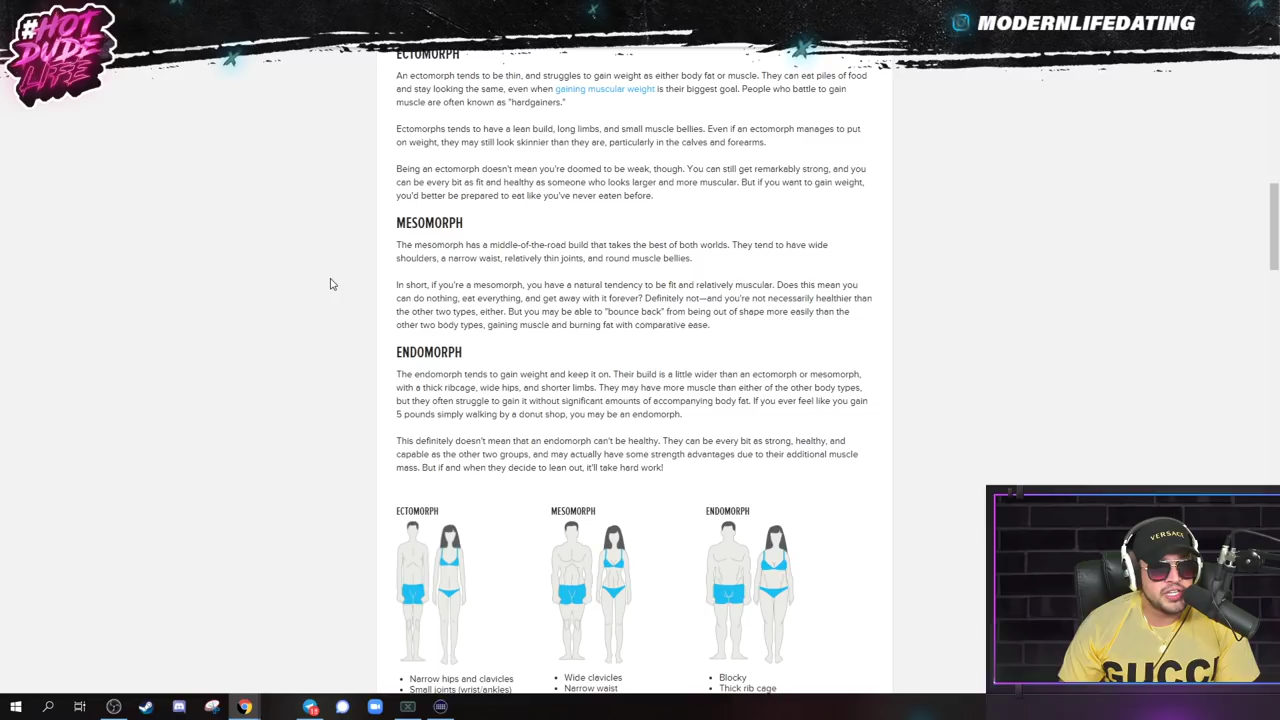 #HOT
DUDE
LIFE
MODERNLIFEDATING
ECTOMORPH
An ectomorph tends to be thin, and struggles to gain weight as either body fat or muscle. They can eat piles of food
and stay looking the same, even when gaining muscular weight is their biggest goal. People who battle to gain
muscle are often known as "hardgainers."
Ectomorphs tends to have a lean build, long limbs, and small muscle bellies. Even if an ectomorph manages to put
on weight, they may still look skinnier than they are, particularly in the calves and forearms.
Being an ectomorph doesn't mean you're doomed to be weak, though. You can still get remarkably strong, and you
can be every bit as fit and healthy as someone who looks larger and more muscular. But if you want to gain weight,
you'd better be prepared to eat like you've never eaten before.
MESOMORPH
The mesomorph has a middle-of-the-road build that takes the best of both worlds. They tend to have wide
shoulders, a narrow waist, relatively thin joints, and round muscle bellies.
In short, if you're a mesomorph, you have a natural tendency to be fit and relatively muscular. Does this mean you
can do nothing, eat everything, and get away with it forever? Definitely not—and you're not necessarily healthier than
the other two types, either. But you may be able to "bounce back" from being out of shape more easily than the
other two body types, gaining muscle and burning fat with comparative ease.
ENDOMORPH
The endomorph tends to gain weight and keep it on. Their build is a little wider than an ectomorph or mesomorph,
with a thick ribcage, wide hips, and shorter limbs. They may have more muscle than either of the other body types,
but they often struggle to gain it without significant amounts of accompanying body fat. If you ever feel like you gain
5 pounds simply walking by a donut shop, you may be an endomorph.
This definitely doesn't mean that an endomorph can't be healthy. They can be every bit as strong, healthy, and
capable as the other two groups, and may actually have some strength advantages due to their additional muscle
mass. But if and when they decide to lean out, it'll take hard work!
ECTOMORPH
MESOMORPH
ENDOMORPH
Narrow hips and clavicles
Small joints (wrist/ankles)
Wide clavicles
Narrow waist
Blocky
Thick rib cage
VERSACE
GUCCI